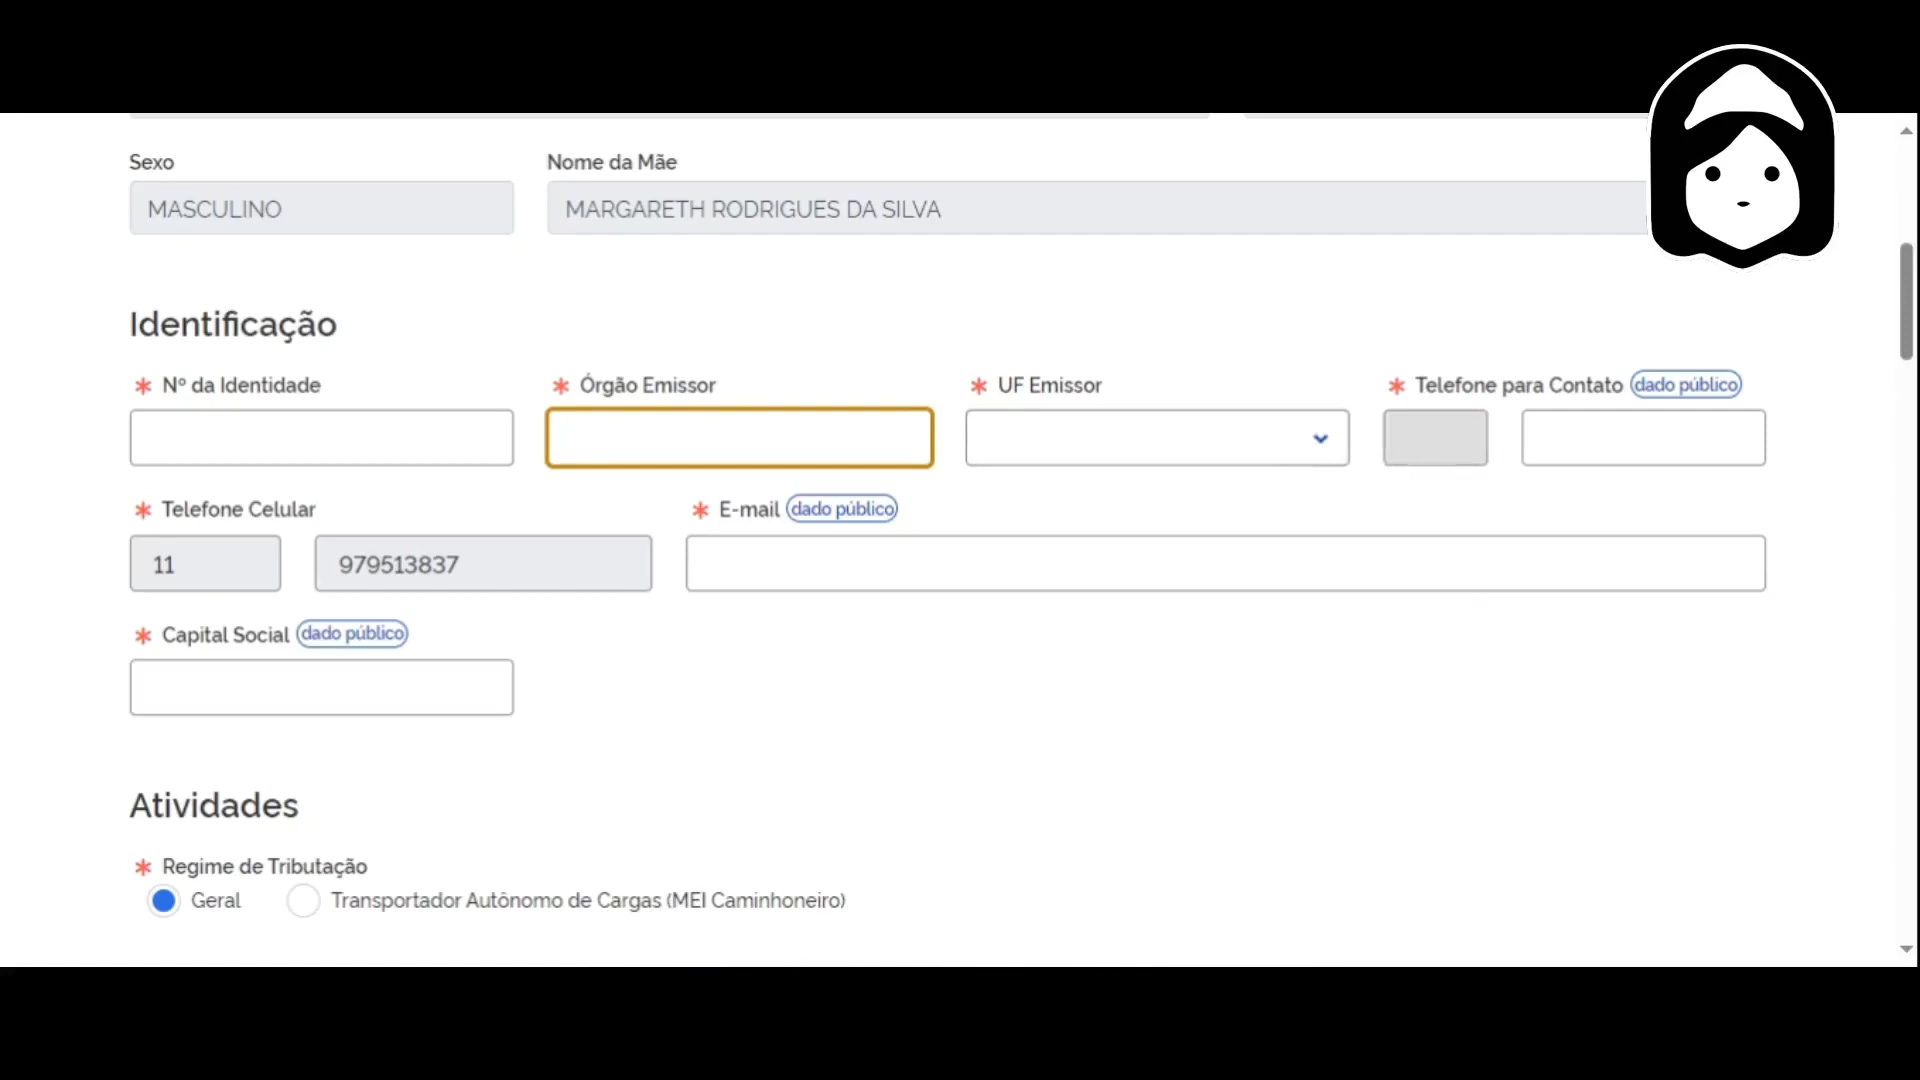 Sexo
Nome da Mãe
MASCULINO
MARGARETH RODRIGUES DA SILVA
Identificação
* Nº da Identidade
* Órgão Emissor
* UF Emissor
* Telefone para Contato dado público
* Telefone Celular
* E-mail dado público
11
979513837
* Capital Social dado público
Atividades
* Regime de Tributação
Geral
Transportador Autônomo de Cargas (MEI Caminhoneiro)